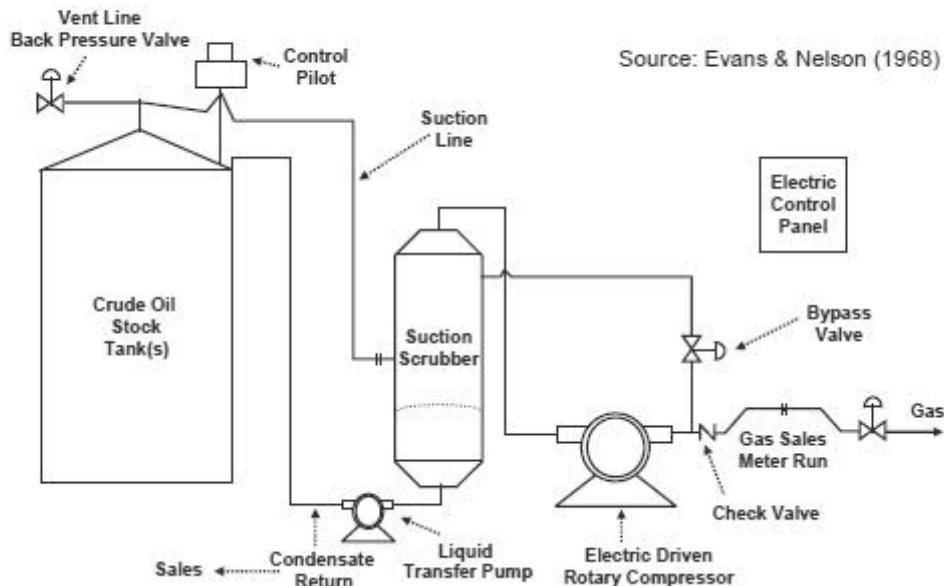 Vent Line
Back Pressure Valve
Control
Pilot
Source: Evans & Nelson (1968)
Suction
Line
Electric
Control
Panel
Crude Oil
Stock
Tank(s)
Suction
Scrubber
Bypass
Valve
Gas
Gas Sales
Meter Run
Check Valve
Sales
Condensate
Return
Liquid
Transfer Pump
Electric Driven
Rotary Compressor